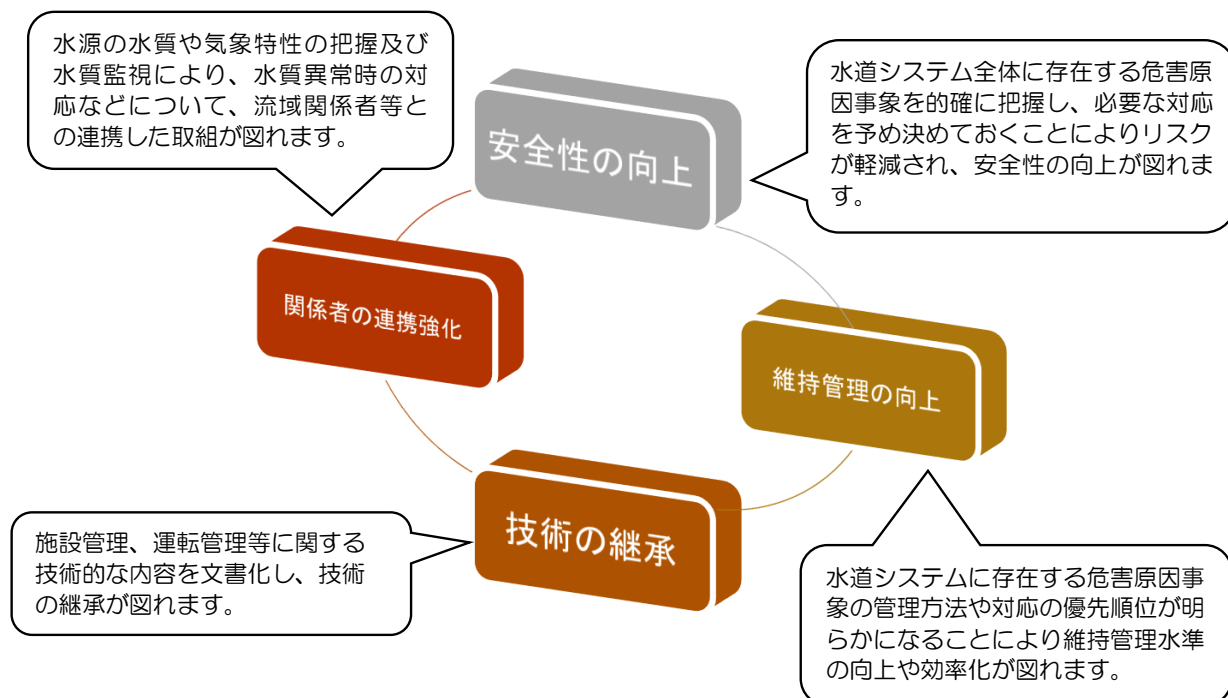 水源の水質や気象特性の把握及び
水質監視により、水質異常時の対
応などについて、流域関係者等と
の連携した取組が図れます。
安全性の向上
水道システム全体に存在する危害原
因事象を的確に把握し、必要な対応
を予め決めておくことによりリスク
が軽減され、安全性の向上が図れま
す。
関係者の連携強化
維持管理の向上
技術の継承
施設管理、運転管理等に関する
技術的な内容を文書化し、技術
の継承が図れます。
水道システムに存在する危害原因事
象の管理方法や対応の優先順位が明
らかになることにより維持管理水準
の向上や効率化が図れます。